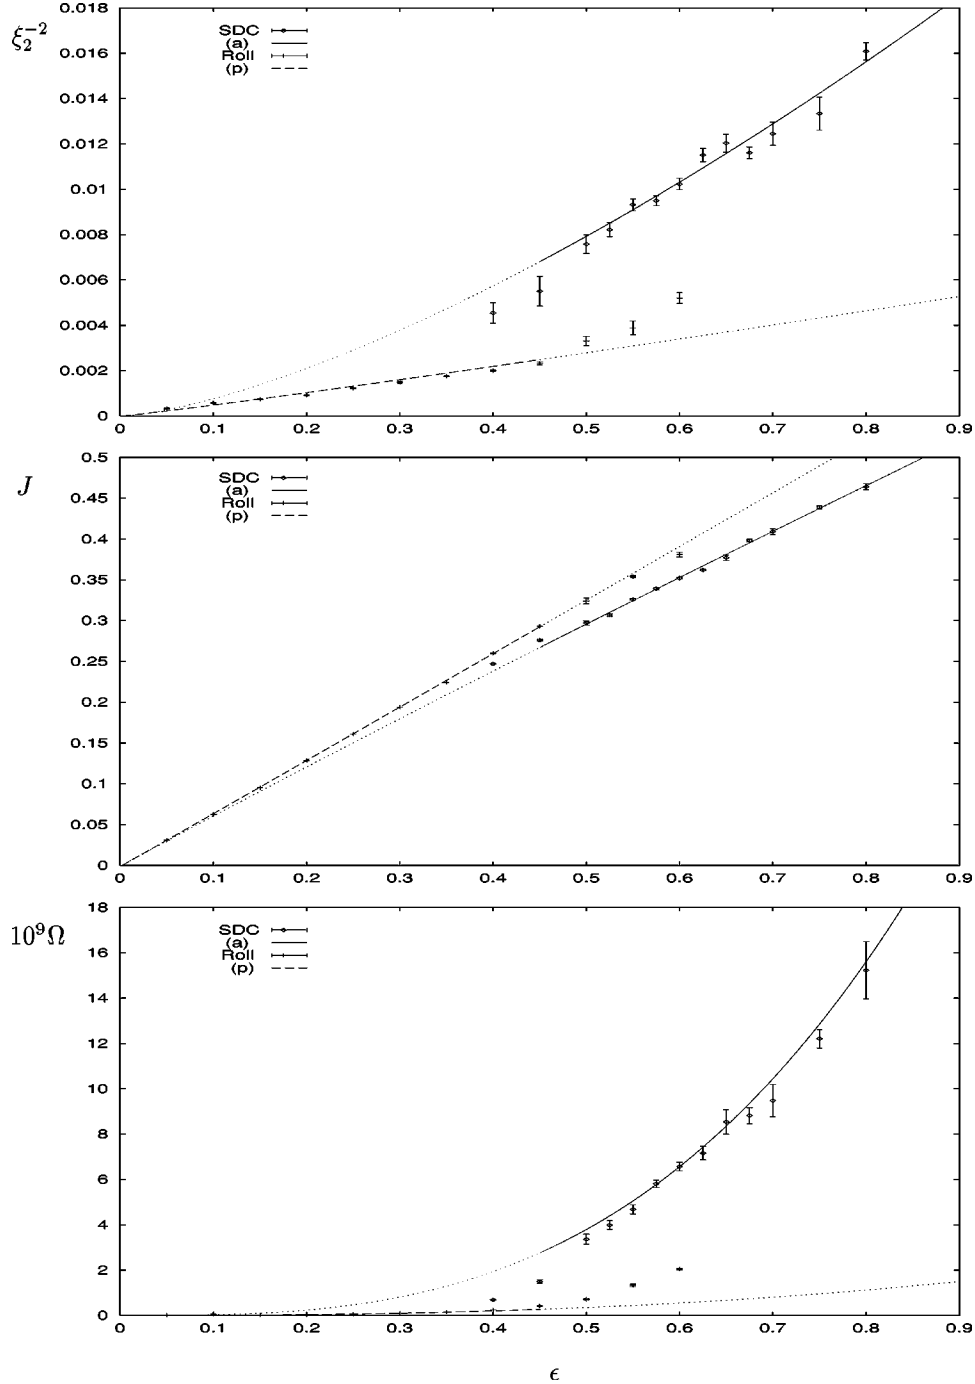 ξ₂⁻²
0.018
0.016
0.014
0.012
0.01
0.008
0.006
0.004
0.002
0
SDC
(a)
Roll
(p)
0 0.1 0.2 0.3 0.4 0.5 0.6 0.7 0.8 0.9
J
0.5
0.45
0.4
0.35
0.3
0.25
0.2
0.15
0.1
0.05
0
SDC
(a)
Roll
(p)
0 0.1 0.2 0.3 0.4 0.5 0.6 0.7 0.8 0.9
10⁹Ω
18
16
14
12
10
8
6
4
2
0
SDC
(a)
Roll
(p)
0 0.1 0.2 0.3 0.4 0.5 0.6 0.7 0.8 0.9
ϵ